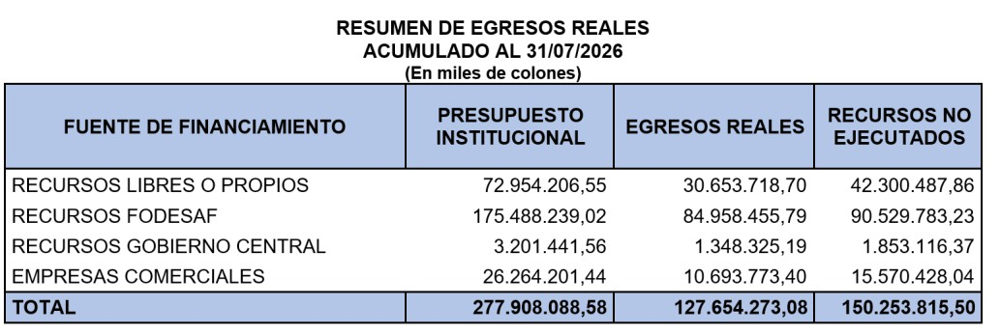 RESUMEN DE EGRESOS REALES
ACUMULADO AL 31/07/2026
(En miles de colones)
FUENTE DE FINANCIAMIENTO PRESUPUESTO INSTITUCIONAL EGRESOS REALES RECURSOS NO EJECUTADOS
RECURSOS LIBRES O PROPIOS 72.954.206,55 30.653.718,70 42.300.487,86
RECURSOS FODESAF 175.488.239,02 84.958.455,79 90.529.783,23
RECURSOS GOBIERNO CENTRAL 3.201.441,56 1.348.325,19 1.853.116,37
EMPRESAS COMERCIALES 26.264.201,44 10.693.773,40 15.570.428,04
TOTAL 277.908.088,58 127.654.273,08 150.253.815,50